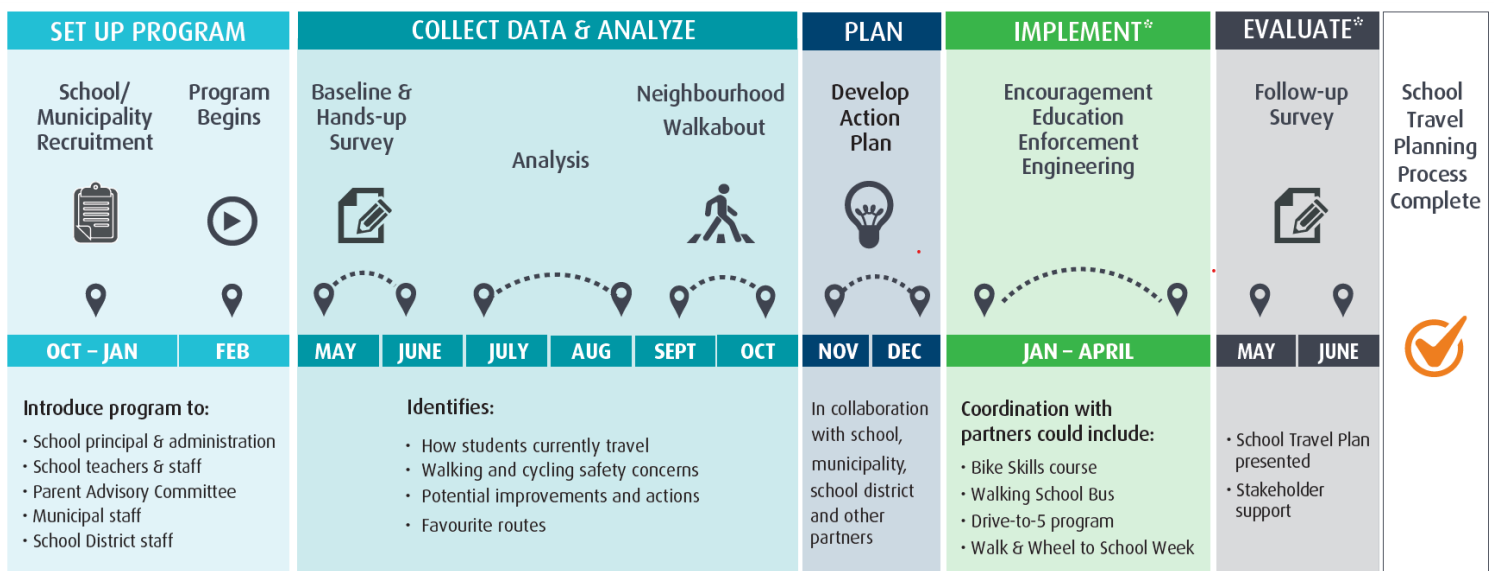 SET UP PROGRAM
School/
Municipality
Recruitment
Program
Begins
OCT – JAN
FEB
Introduce program to:
· School principal & administration
· School teachers & staff
· Parent Advisory Committee
· Municipal staff
· School District staff
COLLECT DATA & ANALYZE
Baseline &
Hands-up
Survey
Analysis
Neighbourhood
Walkabout
MAY
JUNE
JULY
AUG
SEPT
OCT
Identifies:
· How students currently travel
· Walking and cycling safety concerns
· Potential improvements and actions
· Favourite routes
PLAN
Develop
Action
Plan
NOV
DEC
In collaboration
with school,
municipality,
school district
and other
partners
IMPLEMENT*
Encouragement
Education
Enforcement
Engineering
JAN – APRIL
Coordination with
partners could include:
· Bike Skills course
· Walking School Bus
· Drive-to-5 program
· Walk & Wheel to School Week
EVALUATE*
Follow-up
Survey
MAY
JUNE
· School Travel Plan
presented
· Stakeholder
support
School
Travel
Planning
Process
Complete